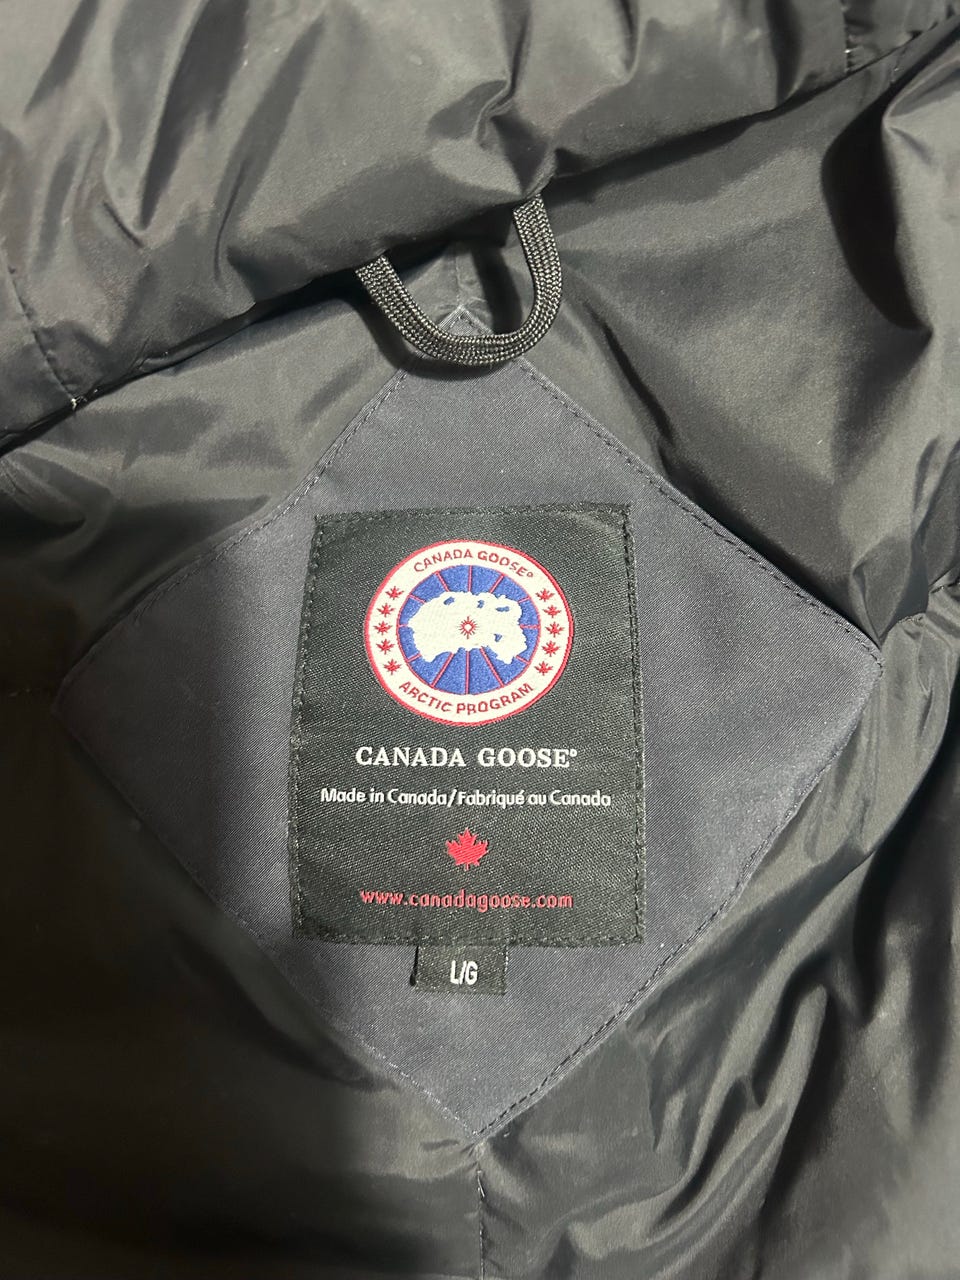 CANADA GOOSE®
ARCTIC PROGRAM
CANADA GOOSE®
Made in Canada/Fabriqué au Canada
www.canadagoose.com
L/G